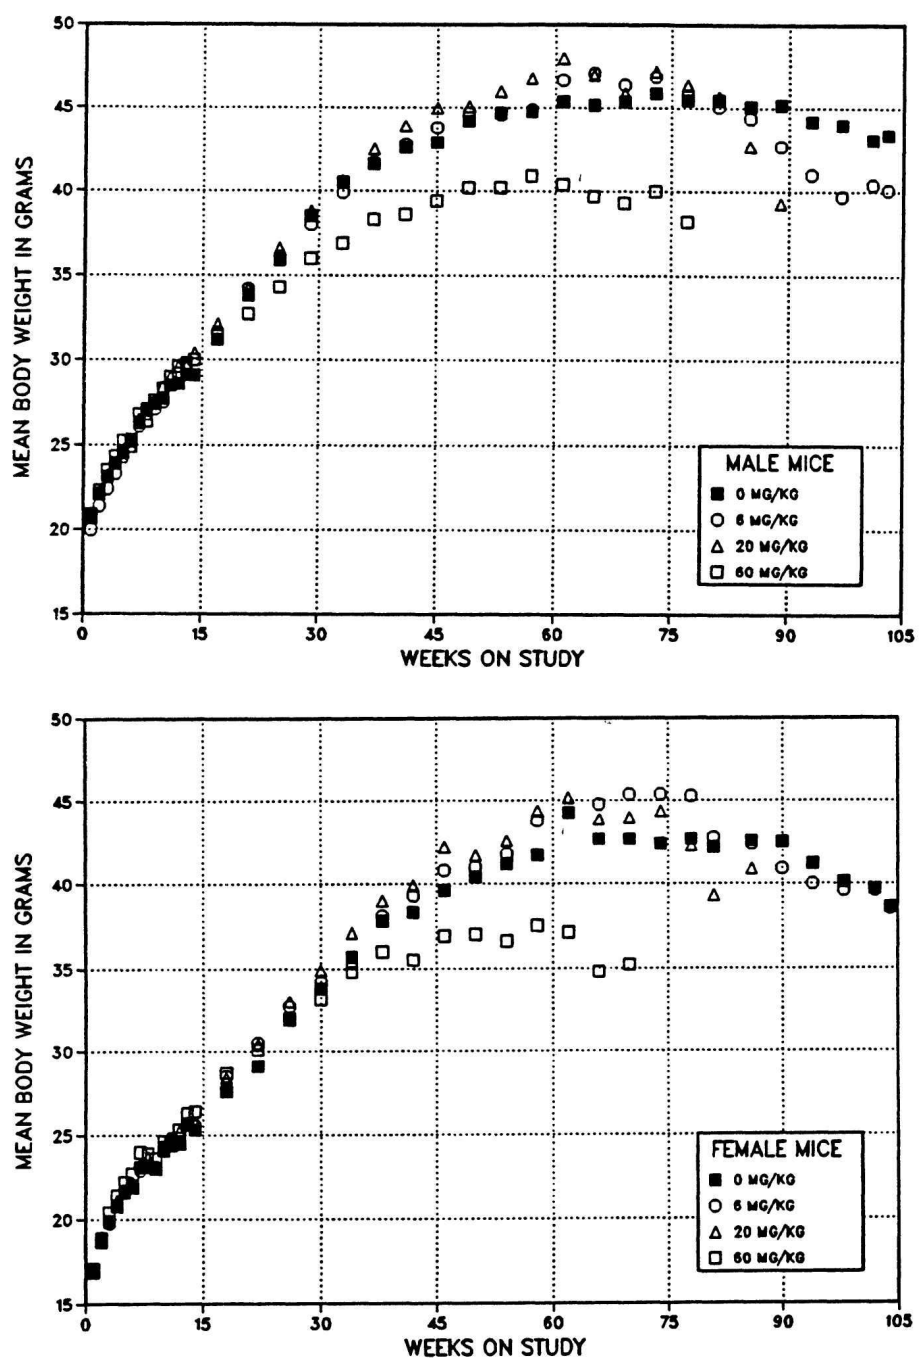 50
45
40
35
30
25
20
15
MEAN BODY WEIGHT IN GRAMS
MALE MICE
0 MG/KG
6 MG/KG
20 MG/KG
60 MG/KG
0 15 30 45 60 75 90 105
WEEKS ON STUDY
50
45
40
35
30
25
20
15
MEAN BODY WEIGHT IN GRAMS
FEMALE MICE
0 MG/KG
6 MG/KG
20 MG/KG
60 MG/KG
0 15 30 45 60 75 90 105
WEEKS ON STUDY